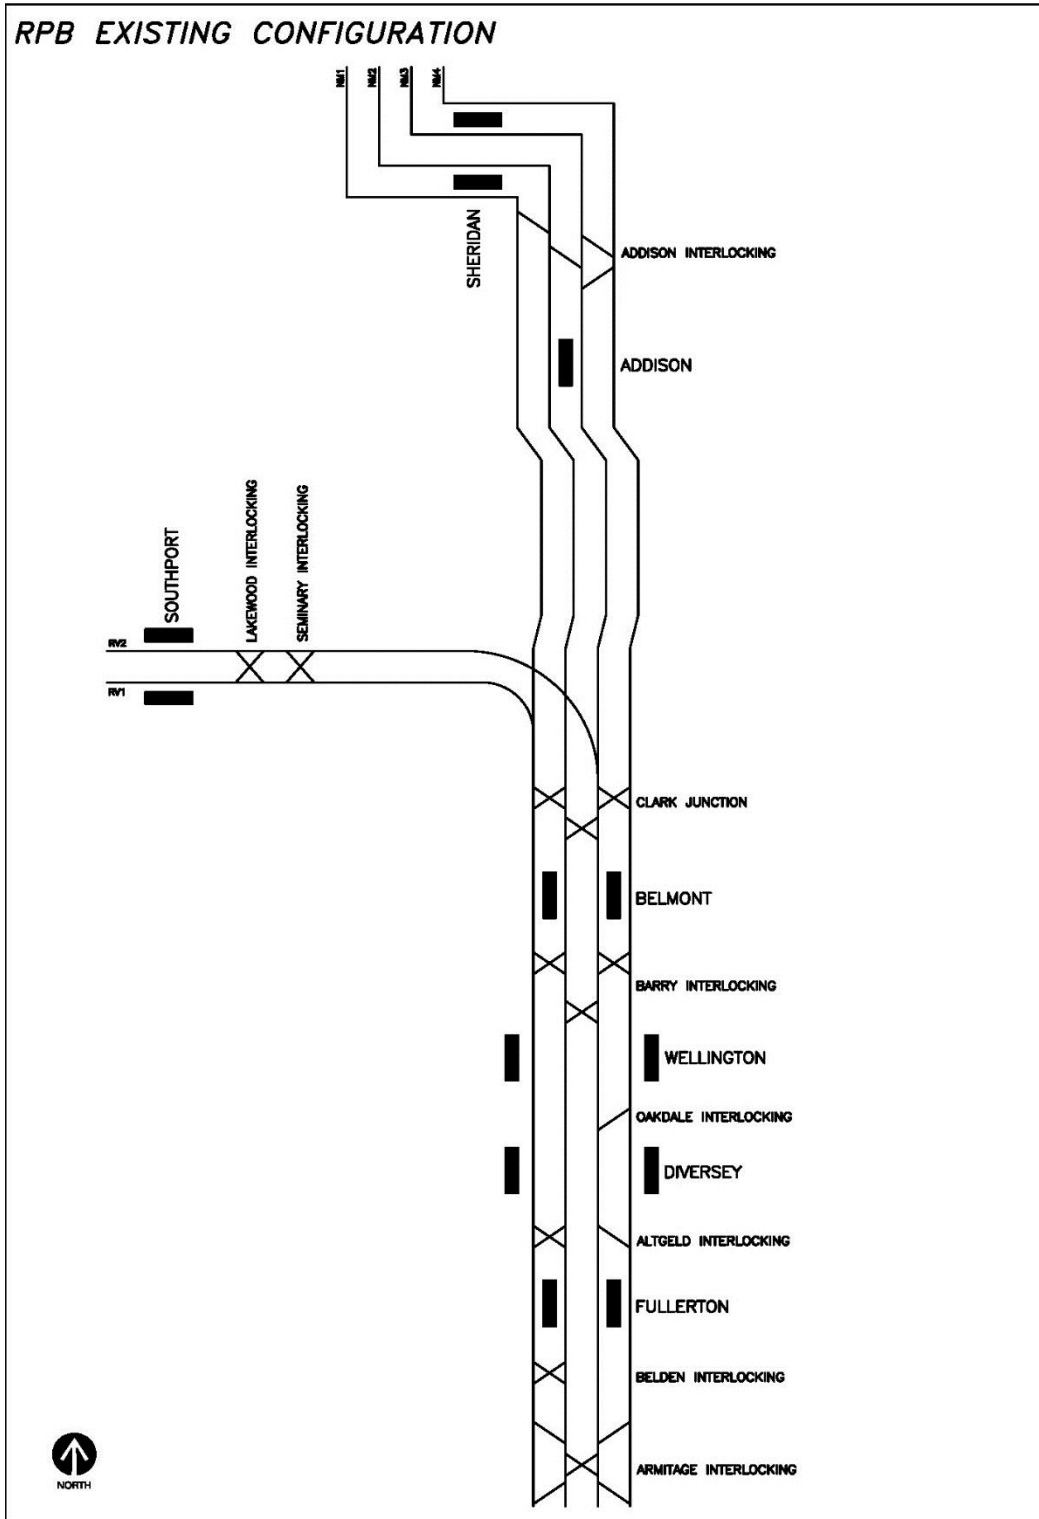 RPB EXISTING CONFIGURATION
NM1
NM2
NM3
NM4
SHERIDAN
ADDISON INTERLOCKING
ADDISON
SOUTHPORT
LAKEWOOD INTERLOCKING
SEMINARY INTERLOCKING
RV2
RV1
CLARK JUNCTION
BELMONT
BARRY INTERLOCKING
WELLINGTON
OAKDALE INTERLOCKING
DIVERSEY
ALTGELD INTERLOCKING
FULLERTON
BELDEN INTERLOCKING
ARMITAGE INTERLOCKING
NORTH